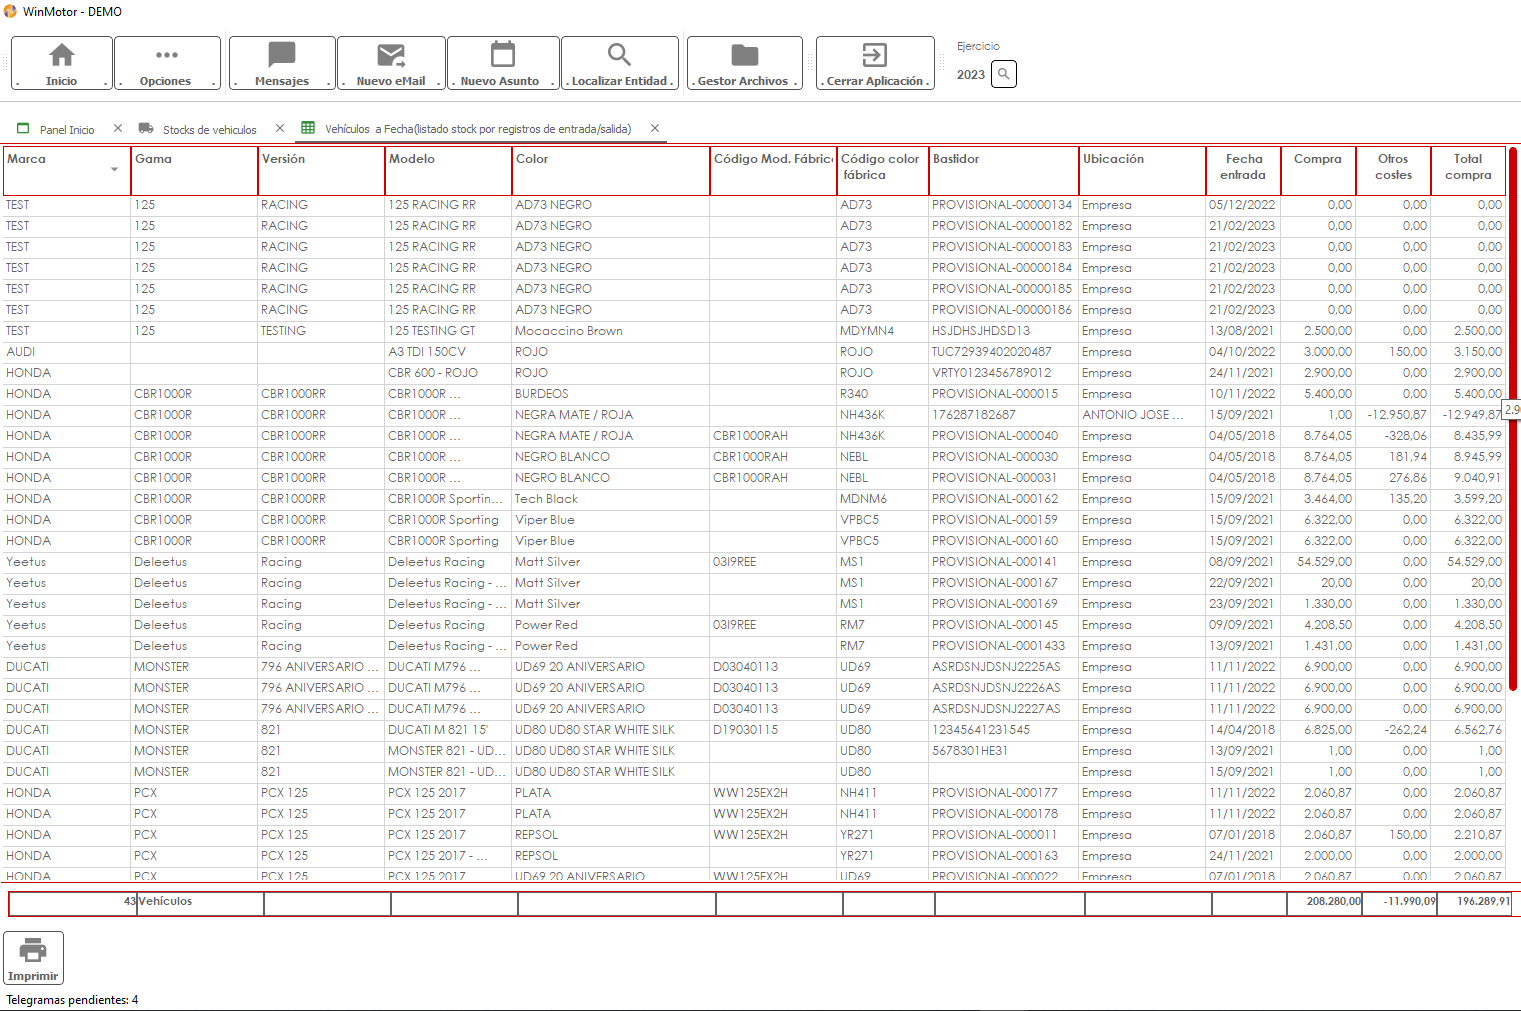 WinMotor - DEMO
Ejercicio
. Inicio . . Opciones . . Mensajes . . Nuevo eMail . . Nuevo Asunto . . Localizar Entidad . . Gestor Archivos . . Cerrar Aplicación . 2023
Panel Inicio Stocks de vehiculos Vehículos a Fecha(listado stock por registros de entrada/salida)
Marca Gama Versión Modelo Color Código Mod. Fábric Código color fábrica Bastidor Ubicación Fecha entrada Compra Otros costes Total compra
TEST 125 RACING 125 RACING RR AD73 NEGRO AD73 PROVISIONAL-00000134 Empresa 05/12/2022 0,00 0,00 0,00
TEST 125 RACING 125 RACING RR AD73 NEGRO AD73 PROVISIONAL-00000182 Empresa 21/02/2023 0,00 0,00 0,00
TEST 125 RACING 125 RACING RR AD73 NEGRO AD73 PROVISIONAL-00000183 Empresa 21/02/2023 0,00 0,00 0,00
TEST 125 RACING 125 RACING RR AD73 NEGRO AD73 PROVISIONAL-00000184 Empresa 21/02/2023 0,00 0,00 0,00
TEST 125 RACING 125 RACING RR AD73 NEGRO AD73 PROVISIONAL-00000185 Empresa 21/02/2023 0,00 0,00 0,00
TEST 125 RACING 125 RACING RR AD73 NEGRO AD73 PROVISIONAL-00000186 Empresa 21/02/2023 0,00 0,00 0,00
TEST 125 TESTING 125 TESTING GT Mocaccino Brown MDYMN4 HSJDHSJHDSD13 Empresa 13/08/2021 2.500,00 0,00 2.500,00
AUDI A3 TDI 150CV ROJO ROJO TUC72939402020487 Empresa 04/10/2022 3.000,00 150,00 3.150,00
HONDA CBR 600 - ROJO ROJO ROJO VRTY0123456789012 Empresa 24/11/2021 2.900,00 0,00 2.900,00
HONDA CBR1000R CBR1000RR CBR1000R ... BURDEOS R340 PROVISIONAL-000015 Empresa 10/11/2022 5.400,00 0,00 5.400,00
HONDA CBR1000R CBR1000RR CBR1000R ... NEGRA MATE / ROJA NH436K 176287182687 ANTONIO JOSE ... 15/09/2021 1,00 -12.950,87 -12.949,87
HONDA CBR1000R CBR1000RR CBR1000R ... NEGRA MATE / ROJA CBR1000RAH NH436K PROVISIONAL-000040 Empresa 04/05/2018 8.764,05 -328,06 8.435,99
HONDA CBR1000R CBR1000RR CBR1000R ... NEGRO BLANCO CBR1000RAH NEBL PROVISIONAL-000030 Empresa 04/05/2018 8.764,05 181,94 8.945,99
HONDA CBR1000R CBR1000RR CBR1000R ... NEGRO BLANCO CBR1000RAH NEBL PROVISIONAL-000031 Empresa 04/05/2018 8.764,05 276,86 9.040,91
HONDA CBR1000R CBR1000RR CBR1000R Sportin... Tech Black MDNM6 PROVISIONAL-000162 Empresa 15/09/2021 3.464,00 135,20 3.599,20
HONDA CBR1000R CBR1000RR CBR1000R Sporting Viper Blue VPBC5 PROVISIONAL-000159 Empresa 15/09/2021 6.322,00 0,00 6.322,00
HONDA CBR1000R CBR1000RR CBR1000R Sporting Viper Blue VPBC5 PROVISIONAL-000160 Empresa 15/09/2021 6.322,00 0,00 6.322,00
Yeetus Deleetus Racing Deleetus Racing Matt Silver 03I9REE MS1 PROVISIONAL-000141 Empresa 08/09/2021 54.529,00 0,00 54.529,00
Yeetus Deleetus Racing Deleetus Racing - ... Matt Silver MS1 PROVISIONAL-000167 Empresa 22/09/2021 20,00 0,00 20,00
Yeetus Deleetus Racing Deleetus Racing - ... Matt Silver MS1 PROVISIONAL-000169 Empresa 23/09/2021 1.330,00 0,00 1.330,00
Yeetus Deleetus Racing Deleetus Racing Power Red 03I9REE RM7 PROVISIONAL-000145 Empresa 09/09/2021 4.208,50 0,00 4.208,50
Yeetus Deleetus Racing Deleetus Racing - ... Power Red RM7 PROVISIONAL-0001433 Empresa 13/09/2021 1.431,00 0,00 1.431,00
DUCATI MONSTER 796 ANIVERSARIO ... DUCATI M796 ... UD69 20 ANIVERSARIO D03040113 UD69 ASRDSNJDSNJ2225AS Empresa 11/11/2022 6.900,00 0,00 6.900,00
DUCATI MONSTER 796 ANIVERSARIO ... DUCATI M796 ... UD69 20 ANIVERSARIO D03040113 UD69 ASRDSNJDSNJ2226AS Empresa 11/11/2022 6.900,00 0,00 6.900,00
DUCATI MONSTER 796 ANIVERSARIO ... DUCATI M796 ... UD69 20 ANIVERSARIO D03040113 UD69 ASRDSNJDSNJ2227AS Empresa 11/11/2022 6.900,00 0,00 6.900,00
DUCATI MONSTER 821 DUCATI M 821 15' UD80 UD80 STAR WHITE SILK D19030115 UD80 12345641231545 Empresa 14/04/2018 6.825,00 -262,24 6.562,76
DUCATI MONSTER 821 MONSTER 821 - UD... UD80 UD80 STAR WHITE SILK UD80 5678301HE31 Empresa 13/09/2021 1,00 0,00 1,00
DUCATI MONSTER 821 MONSTER 821 - UD... UD80 UD80 STAR WHITE SILK UD80 Empresa 15/09/2021 1,00 0,00 1,00
HONDA PCX PCX 125 PCX 125 2017 PLATA WW125EX2H NH411 PROVISIONAL-000177 Empresa 11/11/2022 2.060,87 0,00 2.060,87
HONDA PCX PCX 125 PCX 125 2017 PLATA WW125EX2H NH411 PROVISIONAL-000178 Empresa 11/11/2022 2.060,87 0,00 2.060,87
HONDA PCX PCX 125 PCX 125 2017 REPSOL WW125EX2H YR271 PROVISIONAL-000011 Empresa 07/01/2018 2.060,87 150,00 2.210,87
HONDA PCX PCX 125 PCX 125 2017 - ... REPSOL YR271 PROVISIONAL-000163 Empresa 24/11/2021 2.000,00 0,00 2.000,00
HONDA PCX PCX 125 PCX 125 2017 UD69 20 ANIVERSARIO WW125EX2H UD69 PROVISIONAL-000022 Empresa 07/01/2018 2.060,87 0,00 2.060,87
43 Vehículos 208.280,00 -11.990,09 196.289,91
Imprimir
Telegramas pendientes: 4